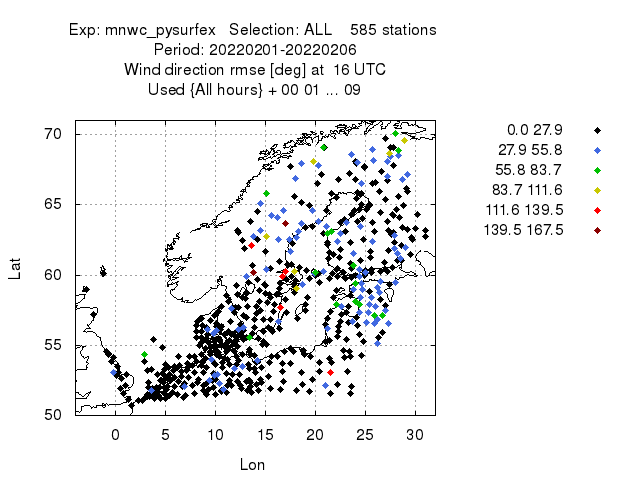 Exp: mnwc_pysurfex   Selection: ALL    585 stations
Period: 20220201-20220206
Wind direction rmse [deg] at  16 UTC
Used {All hours} + 00 01 ... 09
0.0 27.9
27.9 55.8
55.8 83.7
83.7 111.6
111.6 139.5
139.5 167.5
Lat
70
65
60
55
50
0 5 10 15 20 25 30
Lon